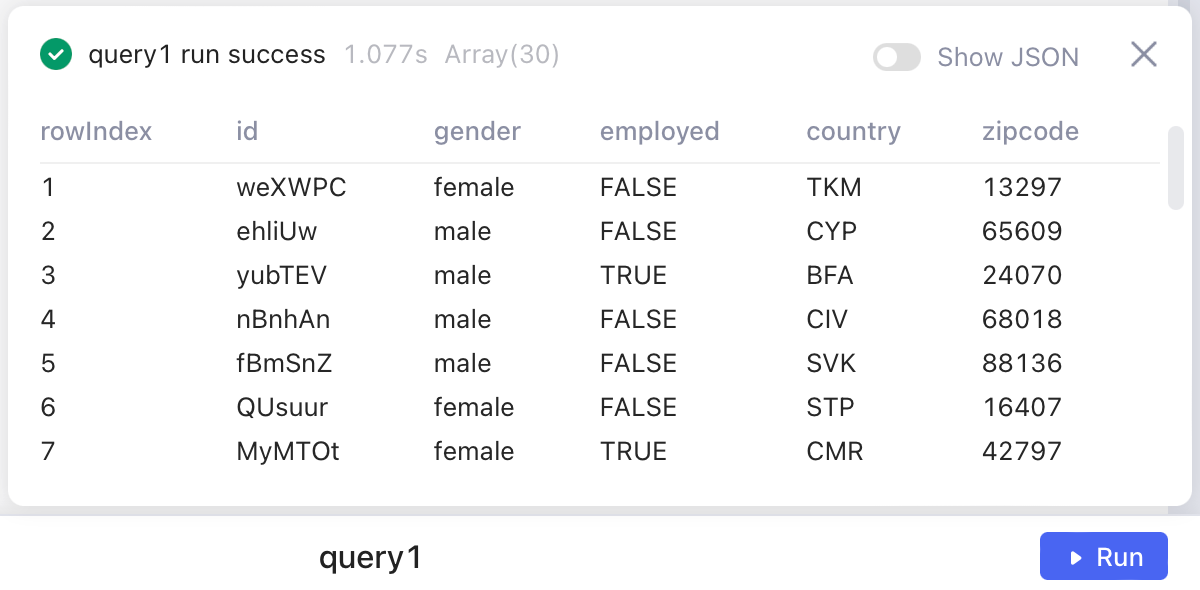 query1 run success 1.077s Array(30) Show JSON
rowIndex id gender employed country zipcode
1 weXWPC female FALSE TKM 13297
2 ehliUw male FALSE CYP 65609
3 yubTEV male TRUE BFA 24070
4 nBnhAn male FALSE CIV 68018
5 fBmSnZ male FALSE SVK 88136
6 QUsuur female FALSE STP 16407
7 MyMTOt female TRUE CMR 42797
query1 Run